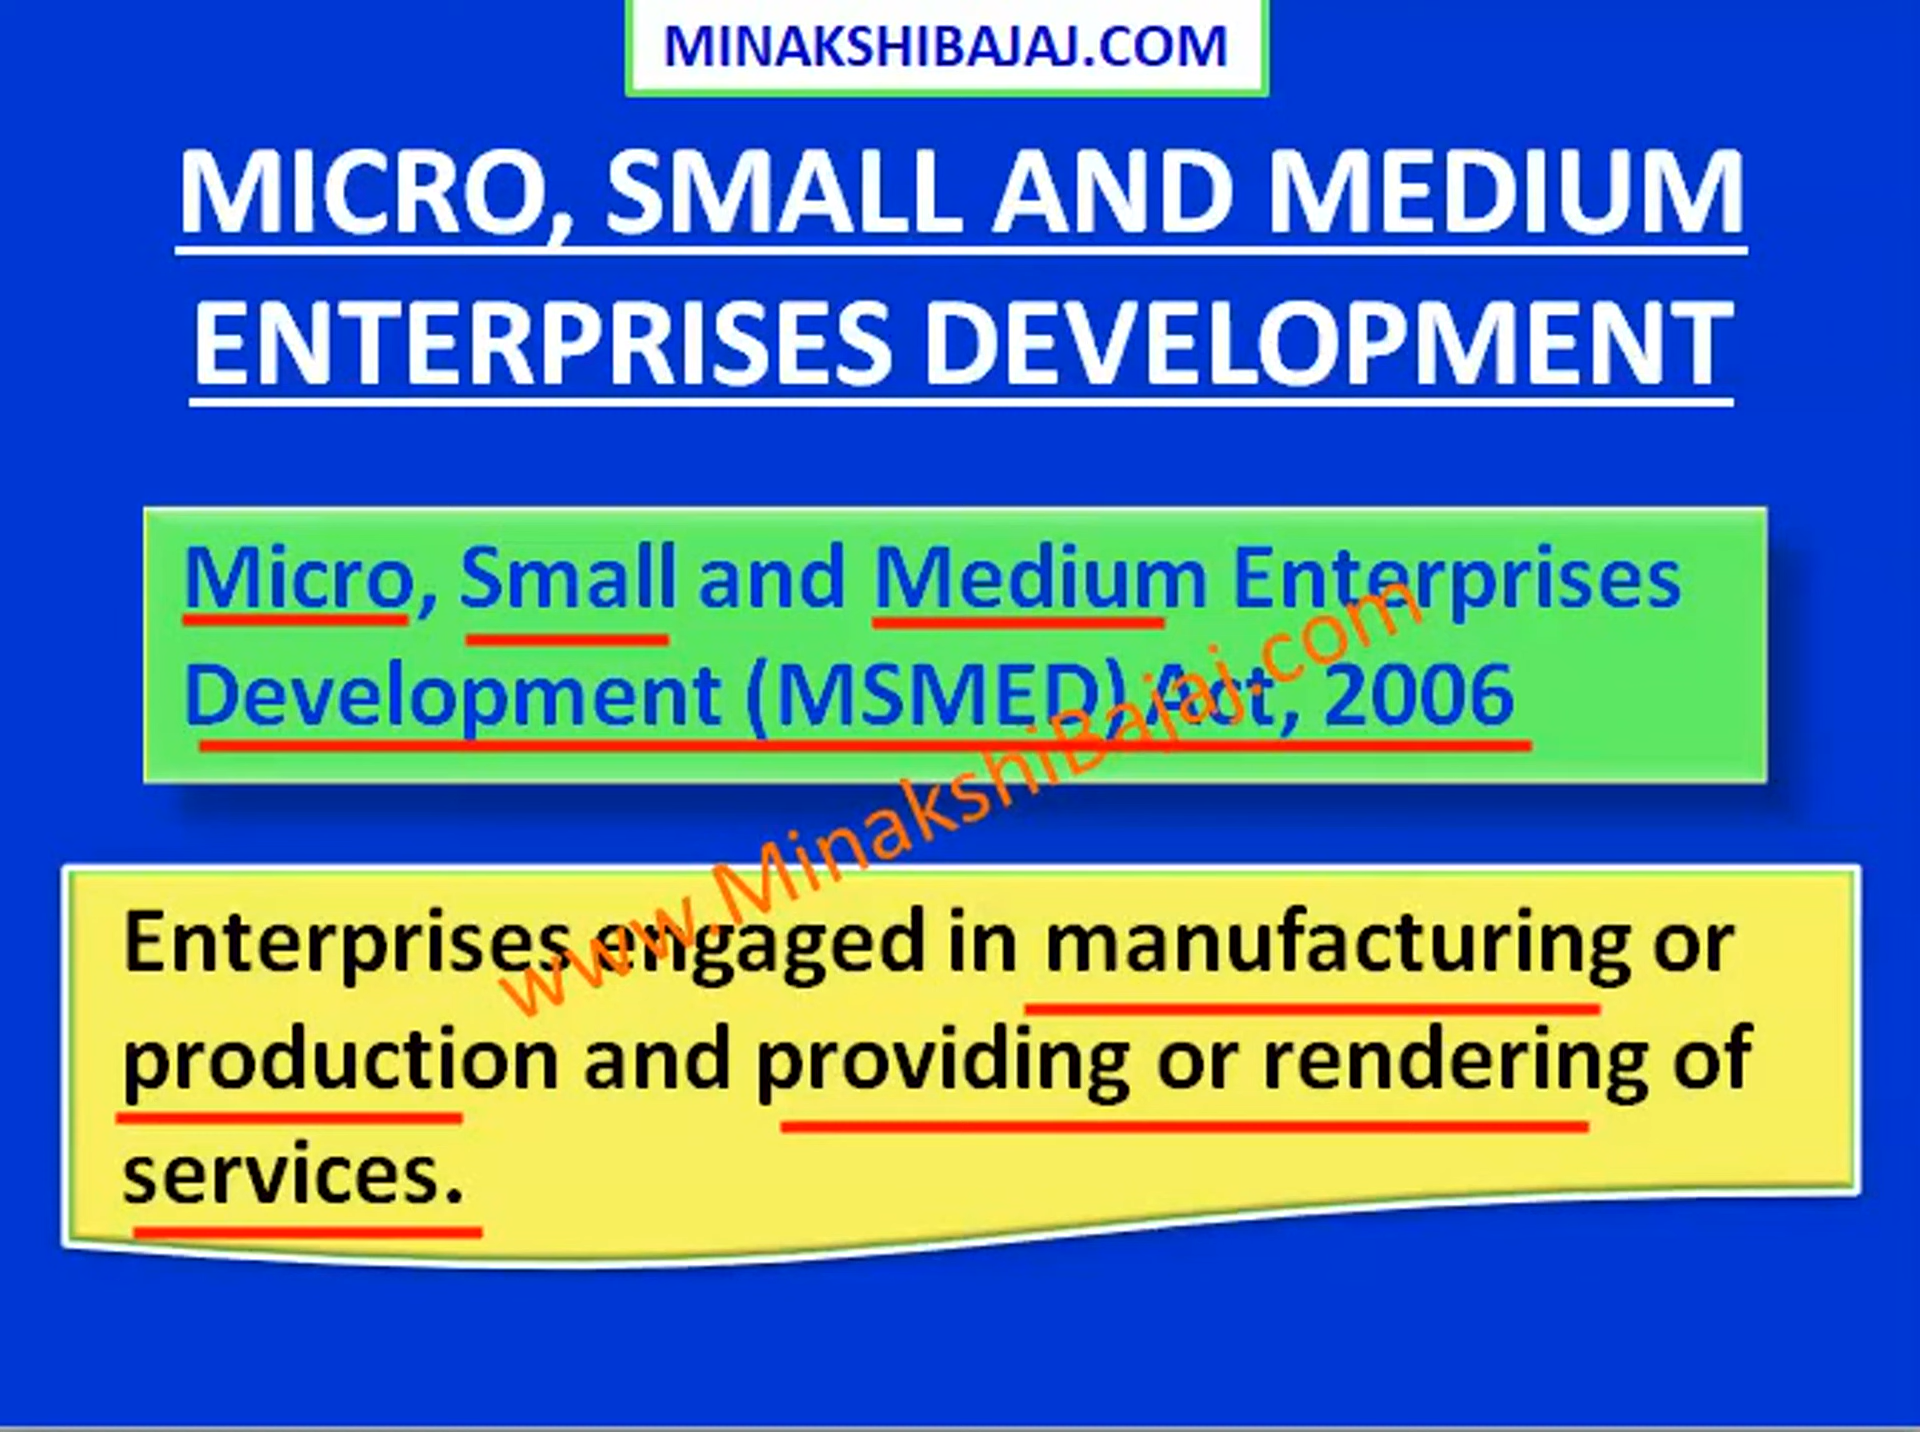 MINAKSHIBAJAJ.COM
MICRO, SMALL AND MEDIUM
ENTERPRISES DEVELOPMENT
Micro, Small and Medium Enterprises
Development (MSMED) Act, 2006
www.MinakshiBajaj.com
Enterprises engaged in manufacturing or
production and providing or rendering of
services.